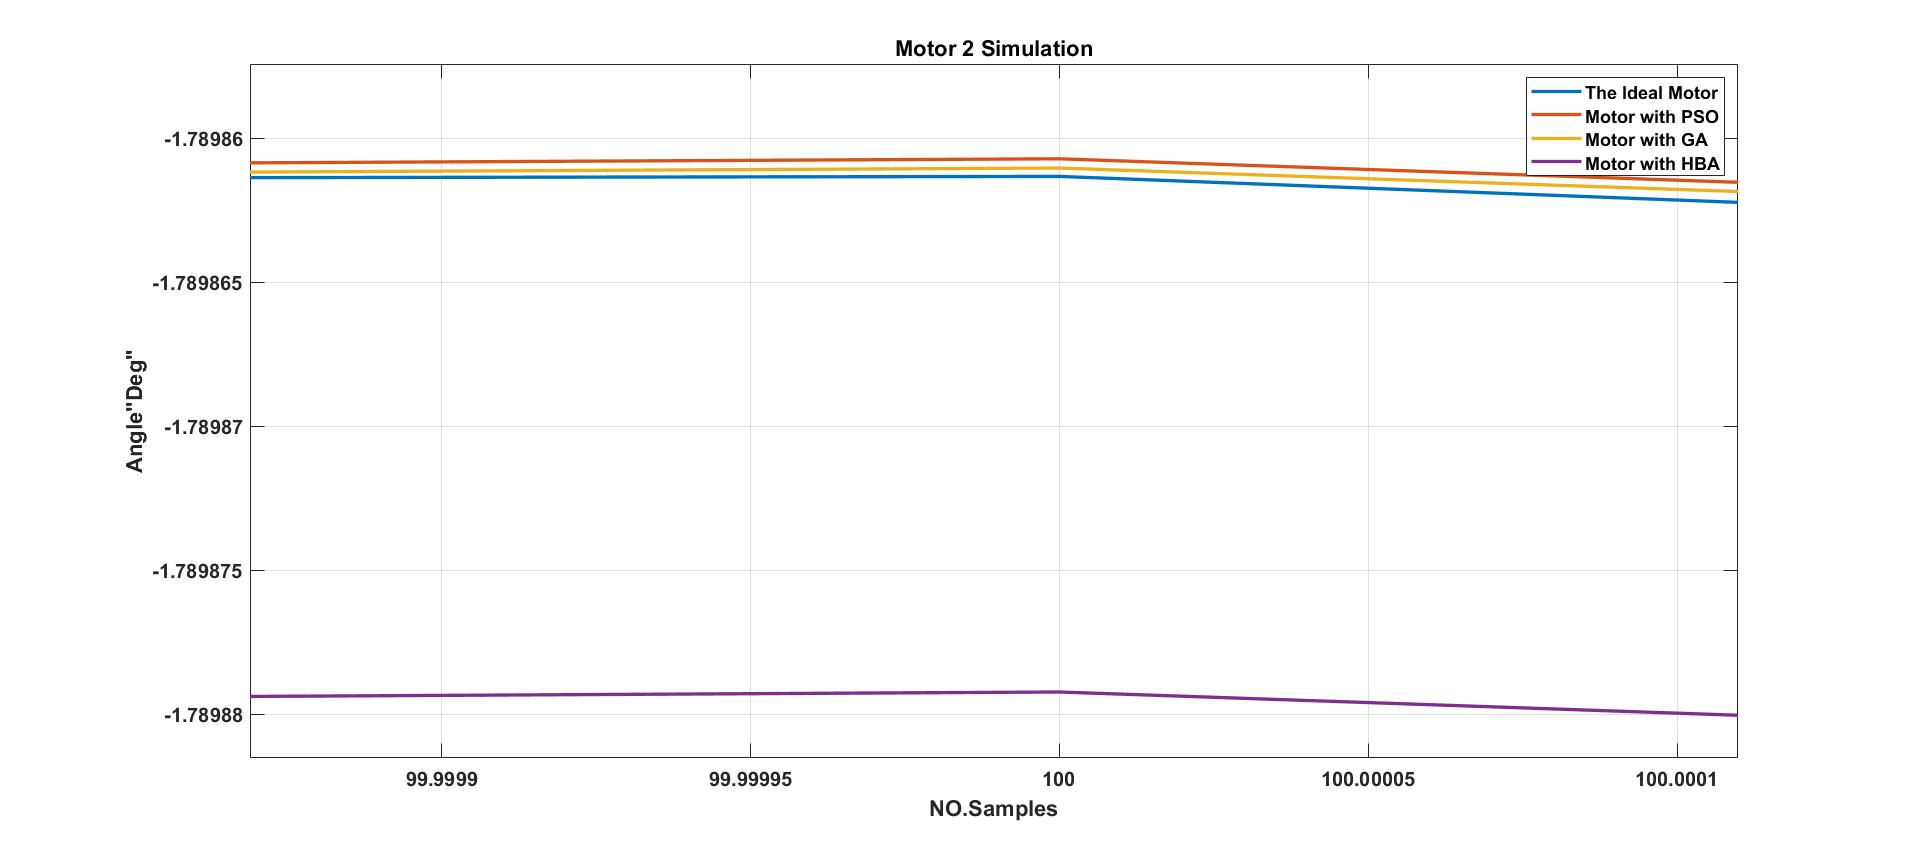 Motor 2 Simulation
The Ideal Motor
Motor with PSO
Motor with GA
Motor with HBA
-1.78986
-1.789865
-1.78987
-1.789875
-1.78988
Angle"Deg"
99.9999
99.99995
100
100.00005
100.0001
NO.Samples